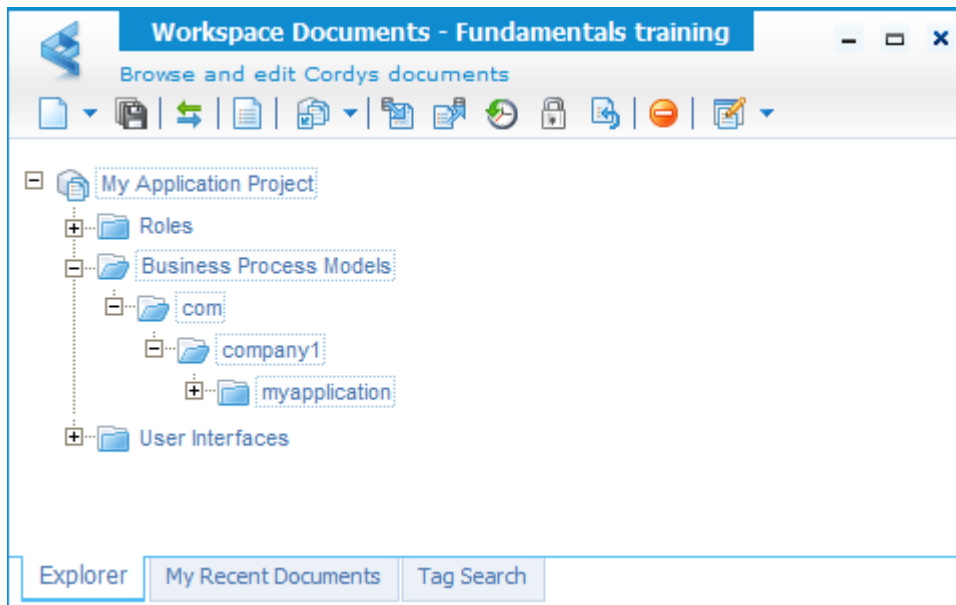 Workspace Documents - Fundamentals training
Browse and edit Cordys documents
My Application Project
Roles
Business Process Models
com
company1
myapplication
User Interfaces
Explorer My Recent Documents Tag Search